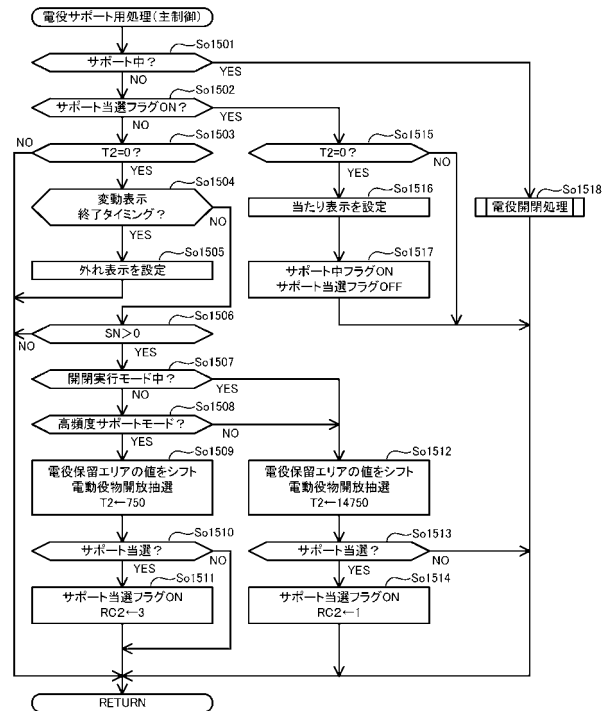 電役サポート用処理(主制御)
So1501
サポート中?
YES
NO
So1502
サポート当選フラグON?
YES
NO
NO
So1503
T2=0?
YES
So1504
変動表示
終了タイミング?
NO
YES
So1505
外れ表示を設定
So1515
T2=0?
NO
YES
So1516
当たり表示を設定
So1517
サポート中フラグON
サポート当選フラグOFF
So1518
電役開閉処理
So1506
SN>0
NO
YES
So1507
開閉実行モード中?
YES
NO
So1508
高頻度サポートモード?
NO
YES
So1509
電役保留エリアの値をシフト
電動役物開放抽選
T2←750
So1512
電役保留エリアの値をシフト
電動役物開放抽選
T2←14750
So1510
サポート当選?
NO
YES
So1511
サポート当選フラグON
RC2←3
So1513
サポート当選?
NO
YES
So1514
サポート当選フラグON
RC2←1
RETURN